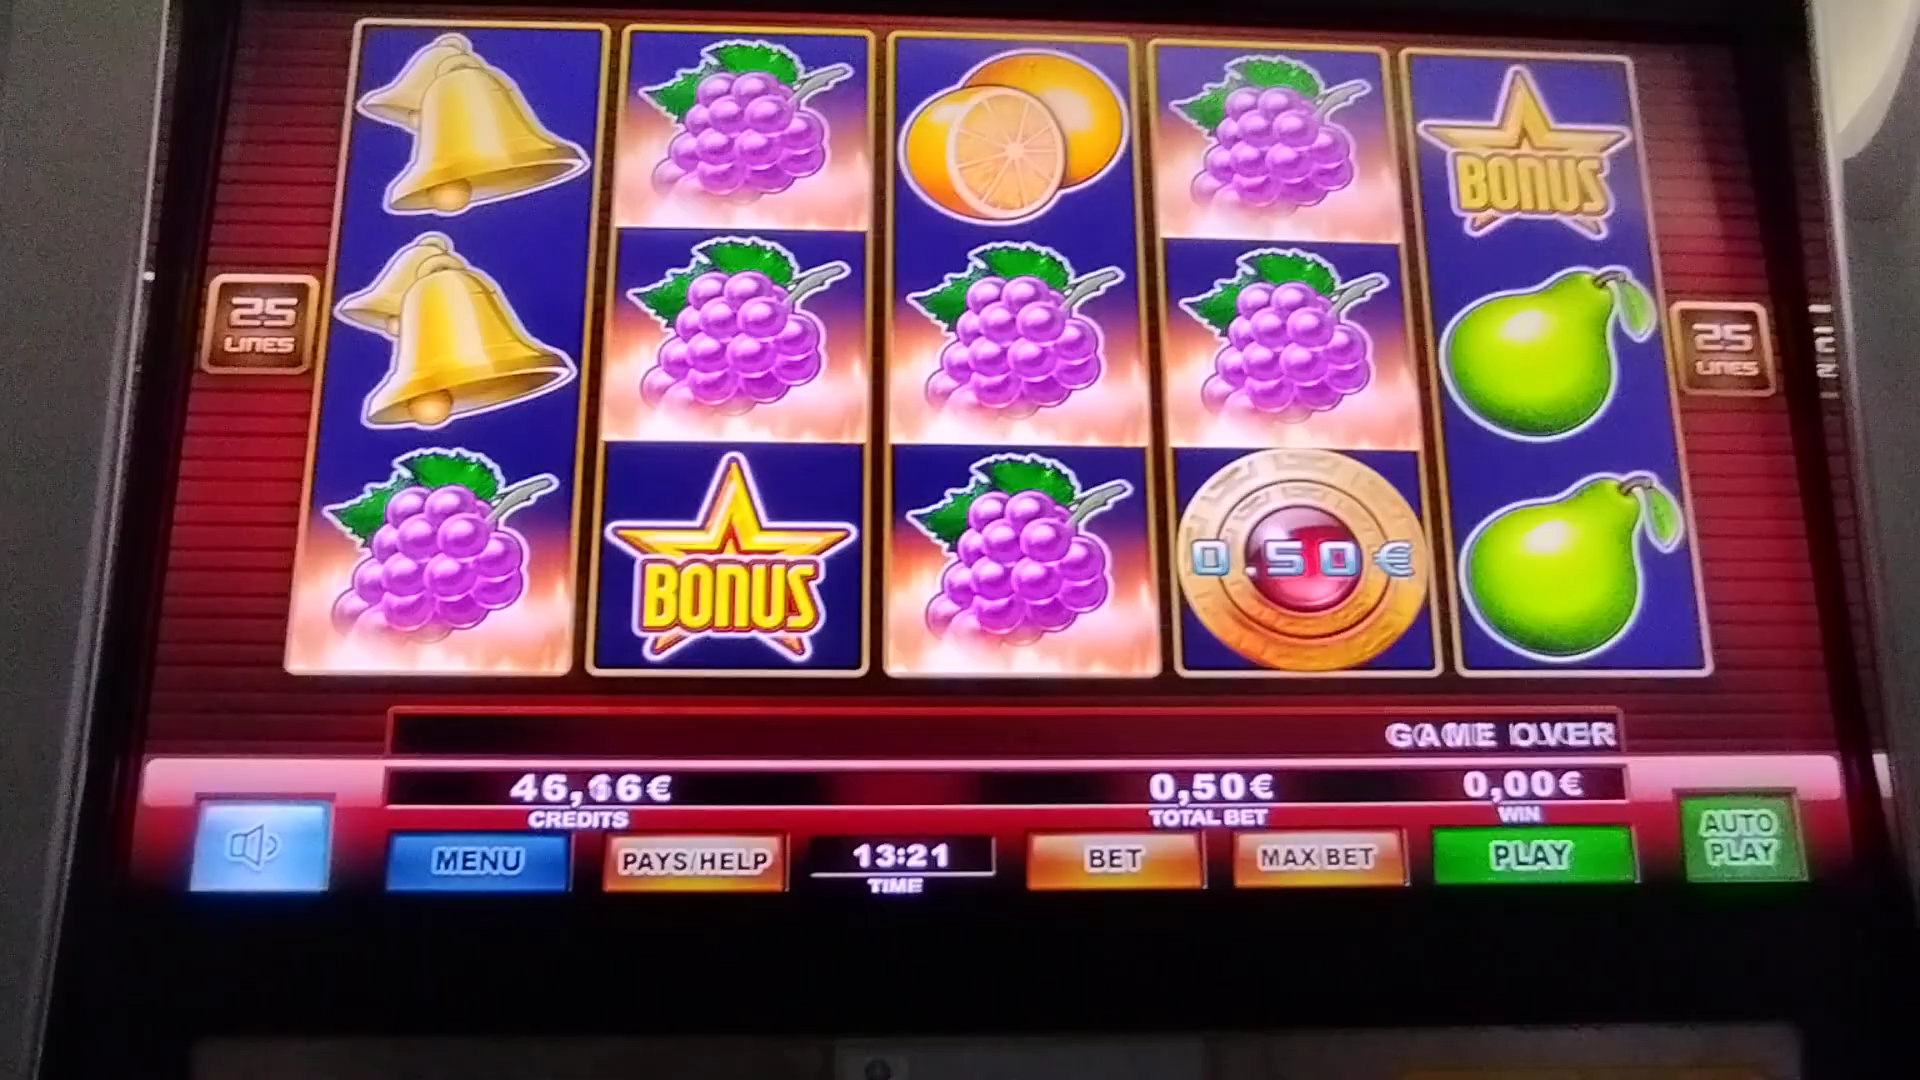 BONUS
25
LINES
25
LINES
BONUS
0.50€
GAME OVER
46,16€
0,50€
0,00€
CREDITS
TOTAL BET
WIN
MENU
PAYS/HELP
13:21
TIME
BET
MAX BET
PLAY
AUTO
PLAY